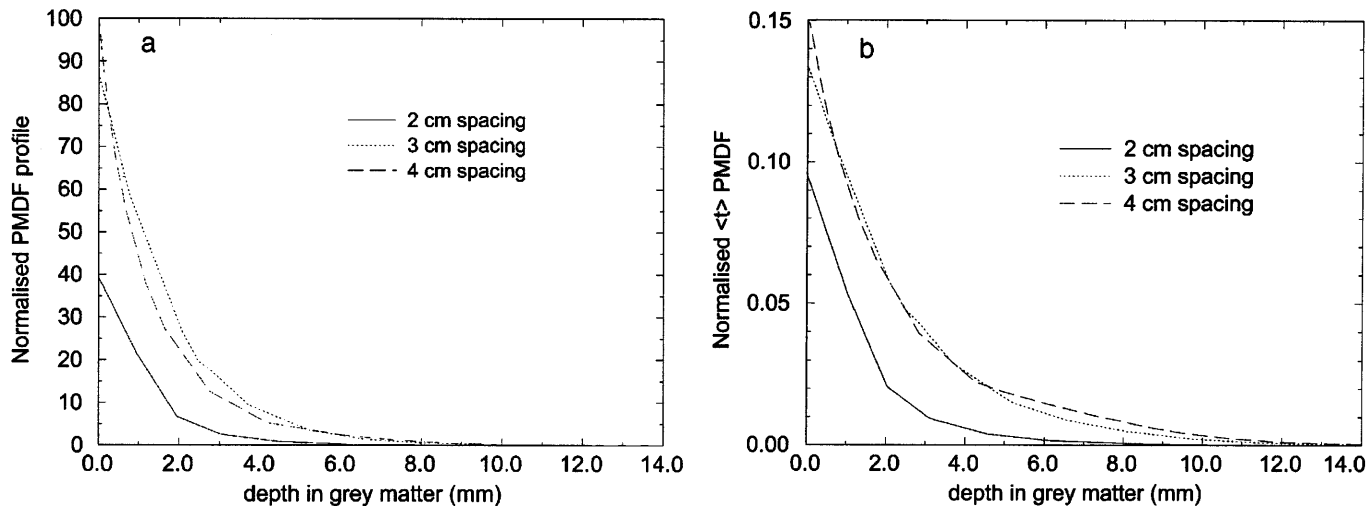 a
100
90
80
70
60
50
40
30
20
10
0
Normalised PMDF profile
2 cm spacing
3 cm spacing
4 cm spacing
0.0 2.0 4.0 6.0 8.0 10.0 12.0 14.0
depth in grey matter (mm)
b
0.15
0.10
0.05
0.00
Normalised <t> PMDF
2 cm spacing
3 cm spacing
4 cm spacing
0.0 2.0 4.0 6.0 8.0 10.0 12.0 14.0
depth in grey matter (mm)